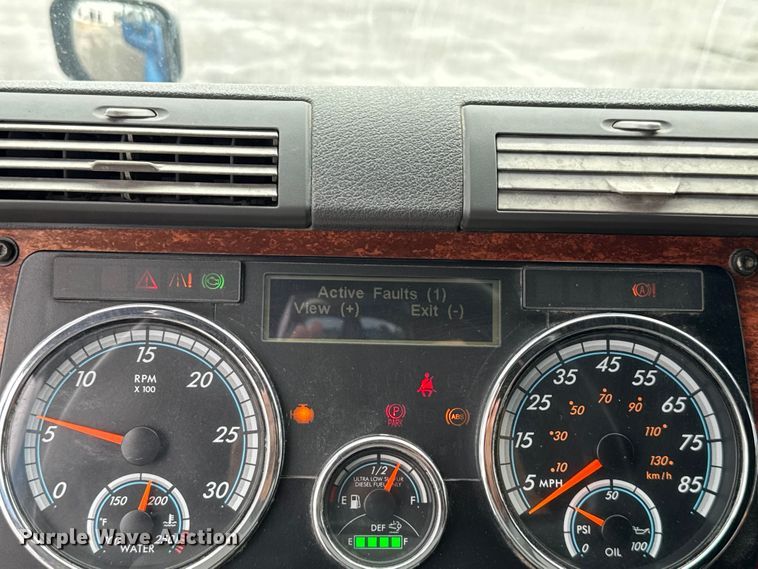 Active Faults (1)
View (+) Exit (-)
(A)!
5 10 15 20 25 30 0
RPM
X 100
150 200
°F
WATER
PARK
ABS
1/2
ULTRA LOW SULFUR
DIESEL FUEL ONLY
E F
DEF
E F
5 15 25 35 45 55 65 75 85
10 30 50 70 90 110 130
MPH
km/h
50
PSI
0 OIL 100
Purple Wave Auction